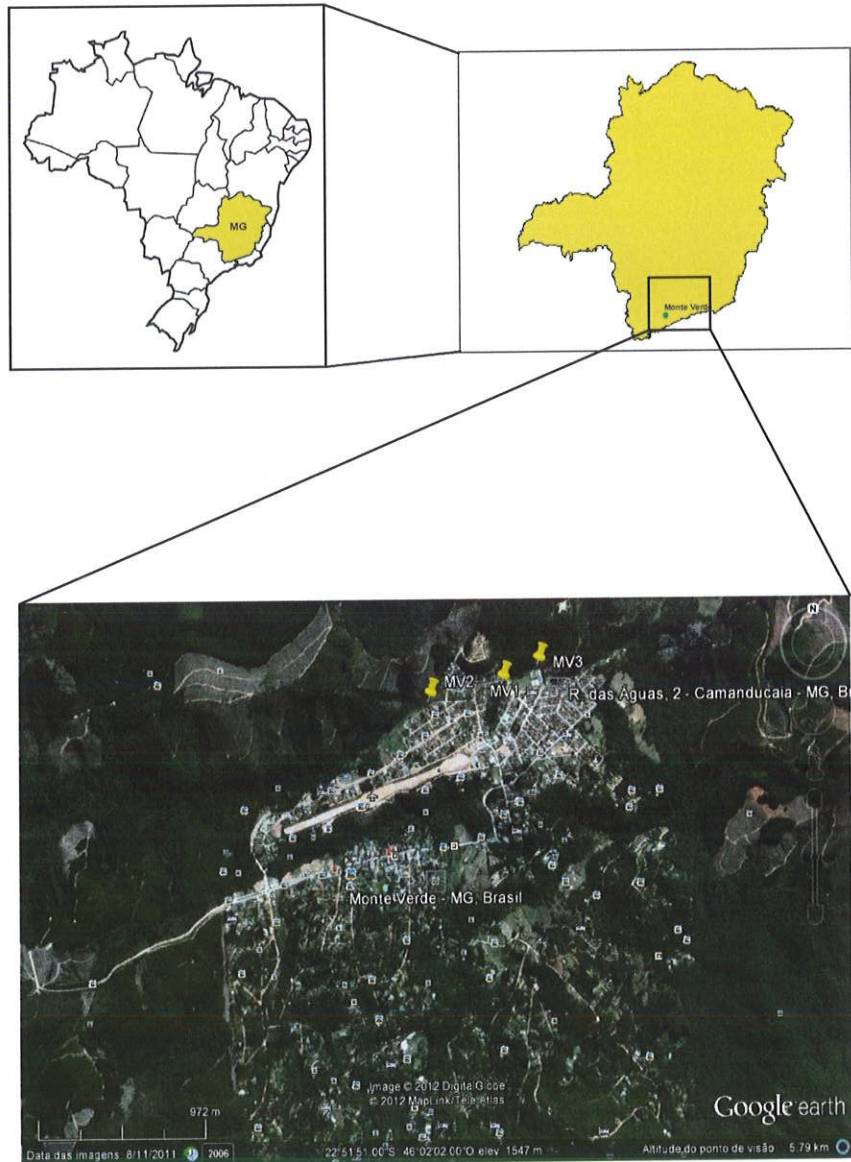 MG
Monte Verde
MV3
MV2
MV1
R. das Águas, 2 - Camanducaia - MG, Br
N
Monte Verde - MG, Brasil
Image © 2012 DigitalGlobe
© 2012 MapLink/Tele Atlas
972 m
Google earth
Data das imagens 8/11/2011 2006
22°51'51.00"S 46°02'02.00"O elev 1547 m
Altitude do ponto de visão 5.79 km